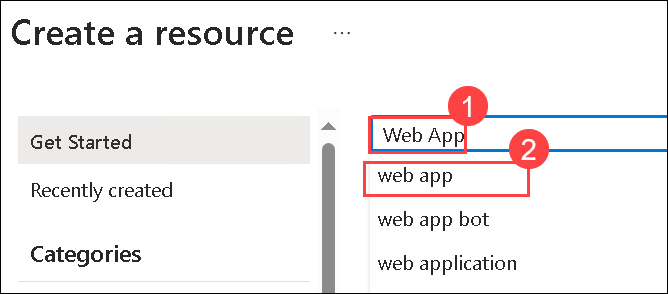 Create a resource ...
1
Web App
2
Get Started
web app
Recently created
web app bot
Categories
web application